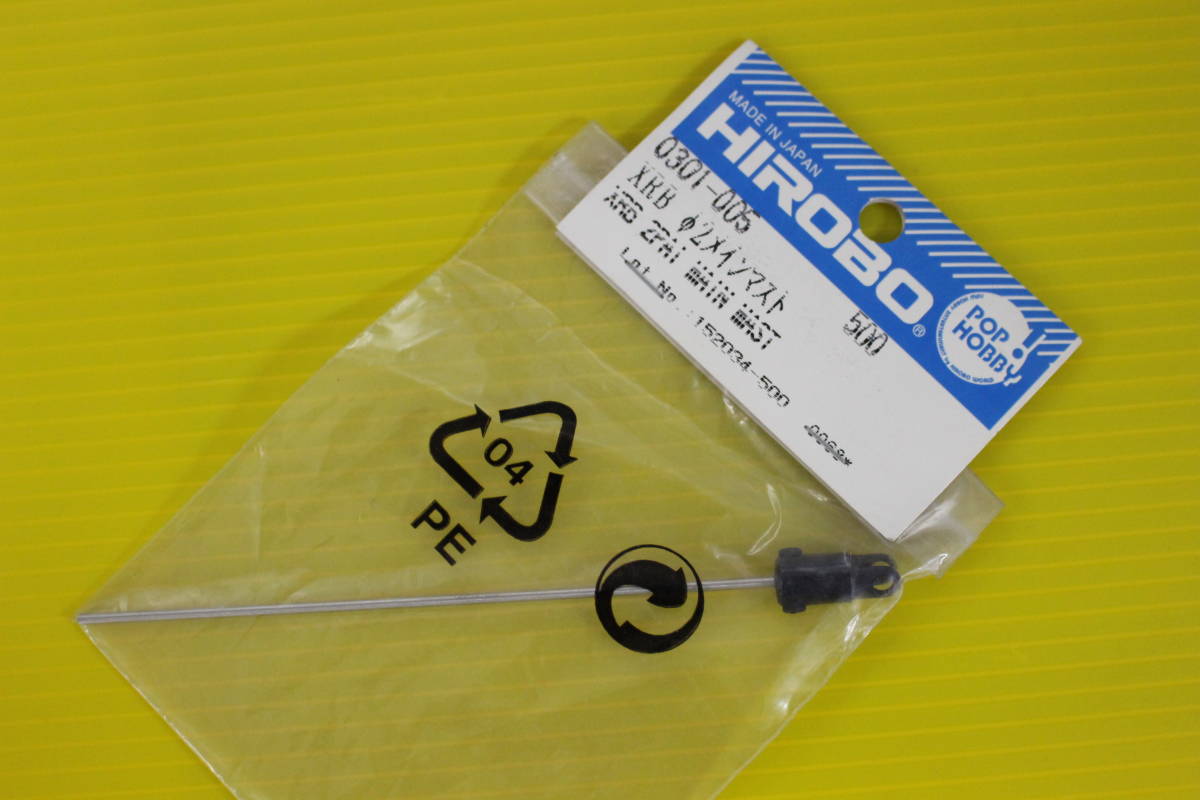 MADE IN JAPAN
HIROBO®
POP
HOBBY!
0301-005
XRB φ2メインマスト 500
XRB 2PAI MAIN MAST
Lot No.:152034-500
04
PE